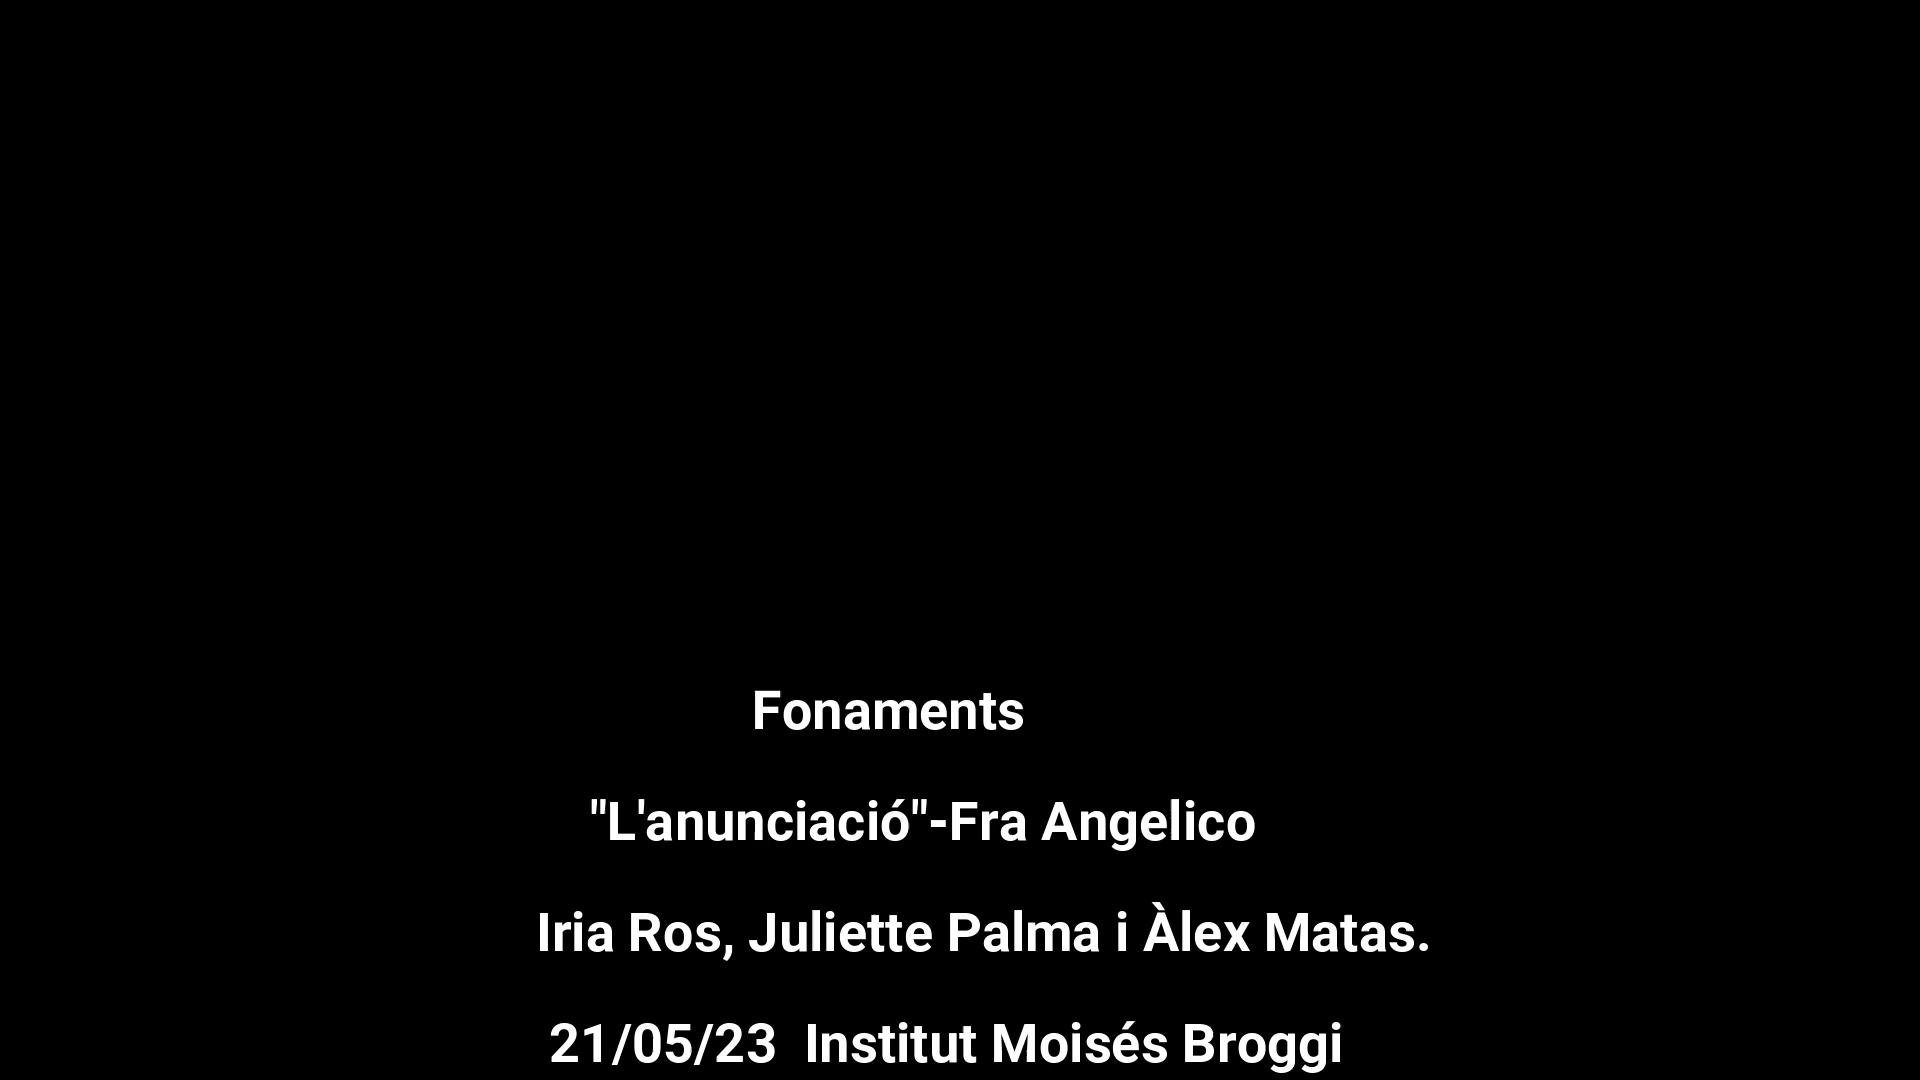 Fonaments
"L'anunciació"-Fra Angelico
Iria Ros, Juliette Palma i Àlex Matas.
21/05/23  Institut Moisés Broggi